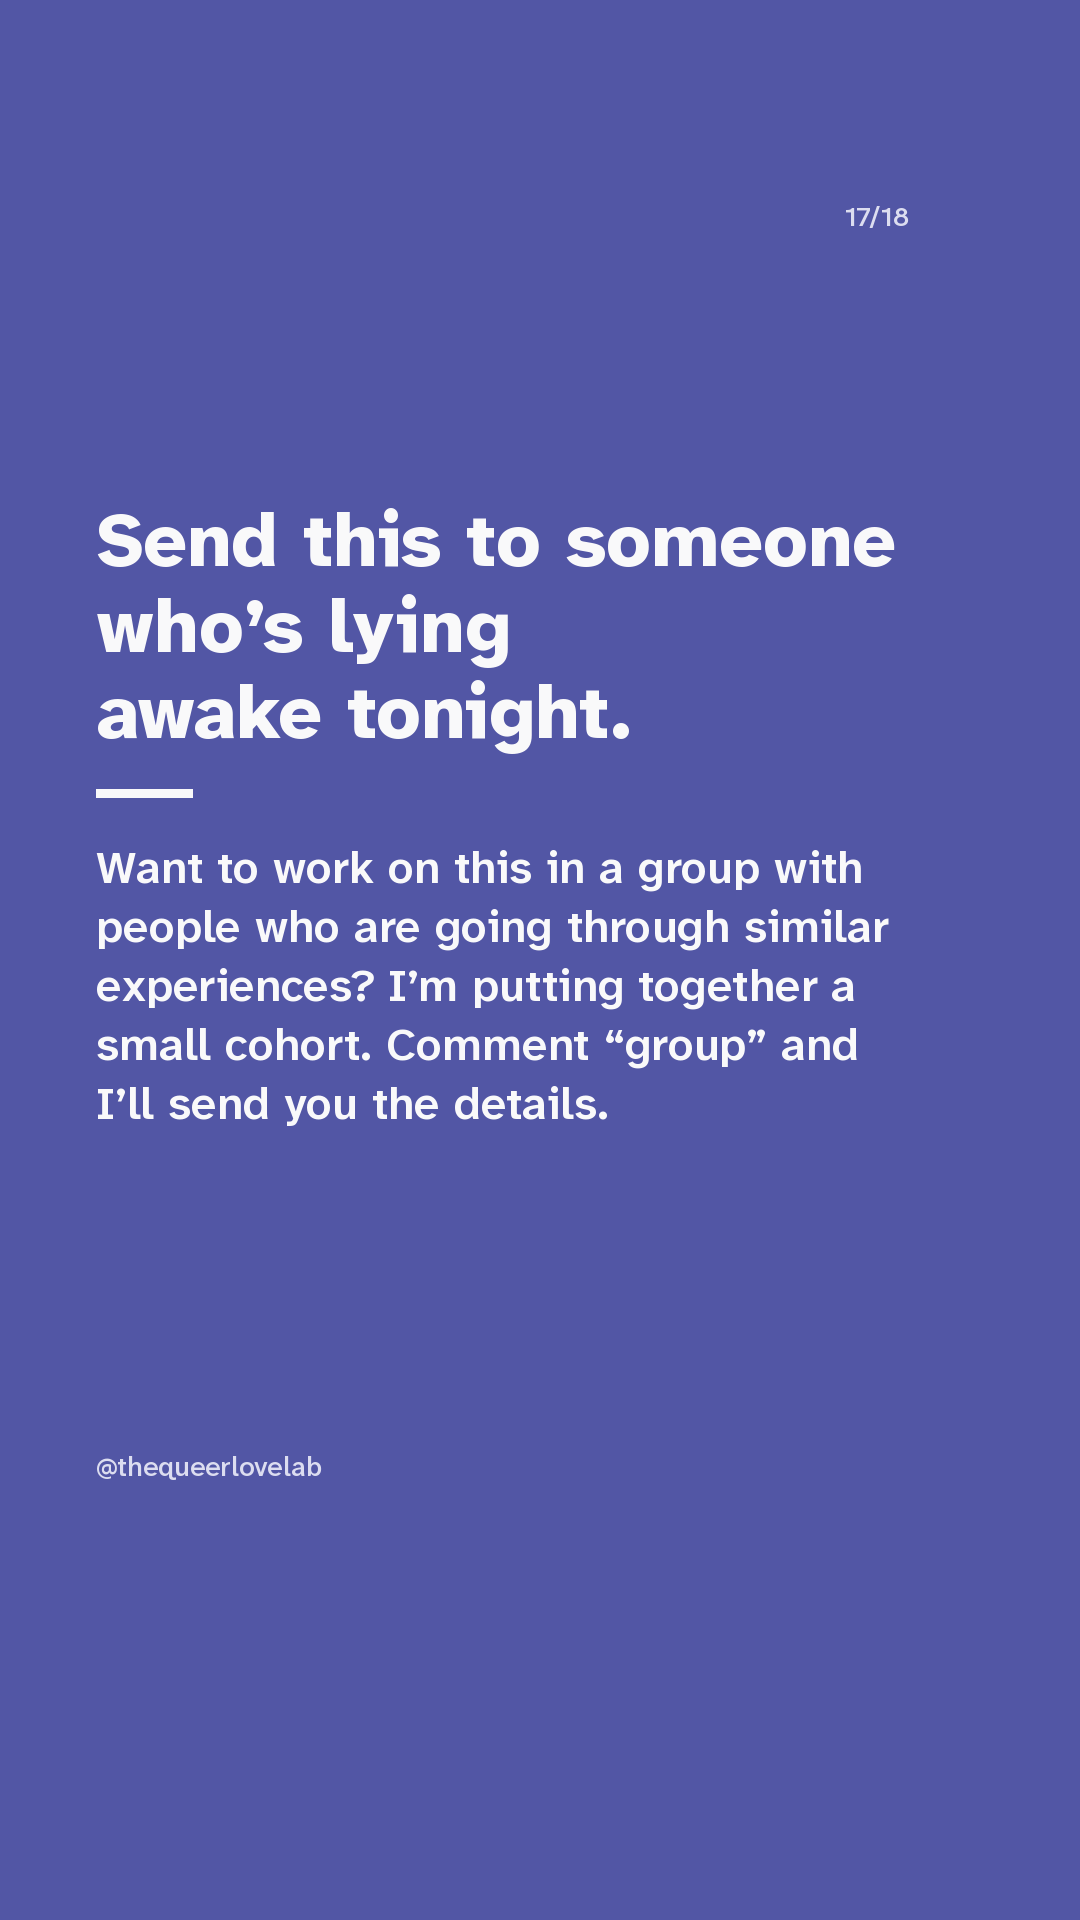 17/18
Send this to someone
who’s lying
awake tonight.
Want to work on this in a group with
people who are going through similar
experiences? I’m putting together a
small cohort. Comment “group” and
I’ll send you the details.
@thequeerlovelab